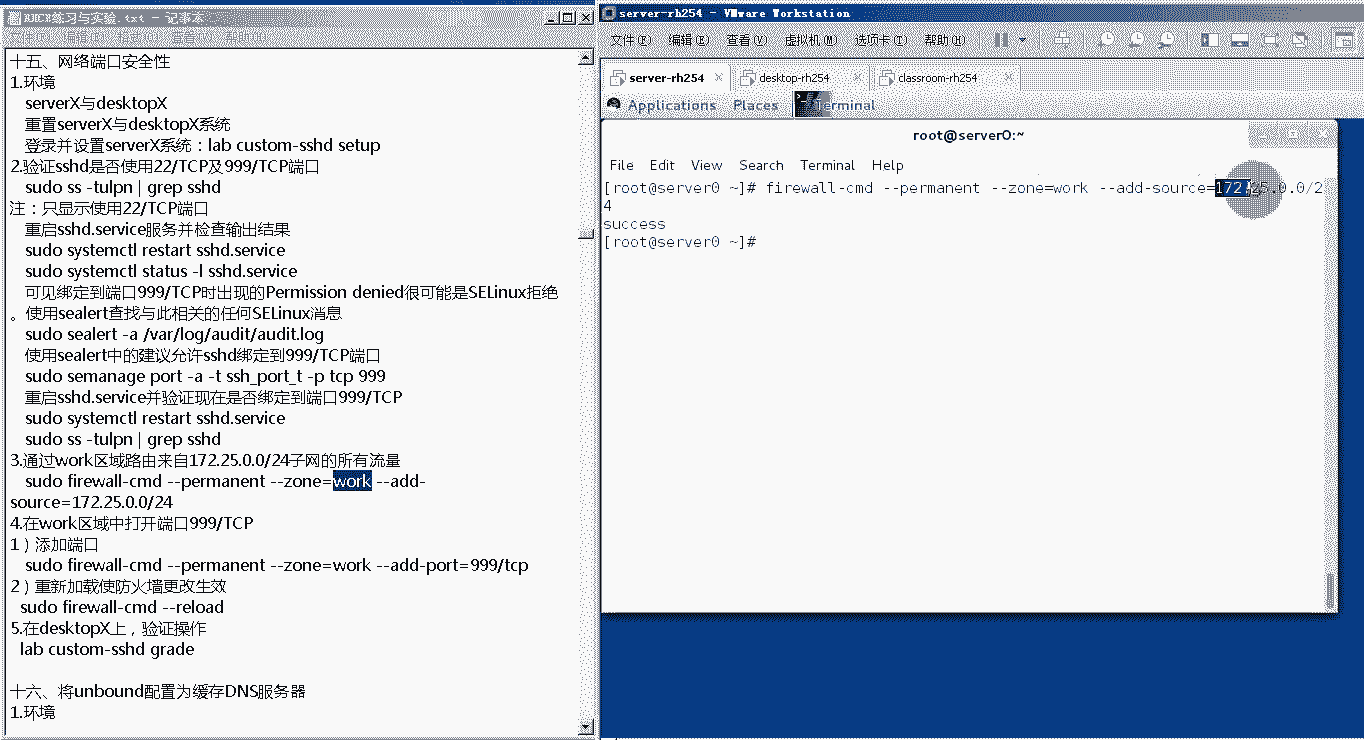 RHCE练习与实验.txt - 记事本
文件(F) 编辑(E) 格式(O) 查看(V) 帮助(H)
十五、网络端口安全性
1.环境
serverX与desktopX
重置serverX与desktopX系统
登录并设置serverX系统：lab custom-sshd setup
2.验证sshd是否使用22/TCP及999/TCP端口
sudo ss -tulpn | grep sshd
注：只显示使用22/TCP端口
重启sshd.service服务并检查输出结果
sudo systemctl restart sshd.service
sudo systemctl status -l sshd.service
可见绑定到端口999/TCP时出现的Permission denied很可能是SELinux拒绝
。使用sealert查找与此相关的任何SELinux消息
sudo sealert -a /var/log/audit/audit.log
使用sealert中的建议允许sshd绑定到999/TCP端口
sudo semanage port -a -t ssh_port_t -p tcp 999
重启sshd.service并验证现在是否绑定到端口999/TCP
sudo systemctl restart sshd.service
sudo ss -tulpn | grep sshd
3.通过work区域路由来自172.25.0.0/24子网的所有流量
sudo firewall-cmd --permanent --zone=work --add-
source=172.25.0.0/24
4.在work区域中打开端口999/TCP
1）添加端口
sudo firewall-cmd --permanent --zone=work --add-port=999/tcp
2）重新加载使防火墙更改生效
sudo firewall-cmd --reload
5.在desktopX上，验证操作
lab custom-sshd grade
十六、将unbound配置为缓存DNS服务器
1.环境
server-rh254 - VMware Workstation
文件(F) 编辑(E) 查看(V) 虚拟机(M) 选项卡(T) 帮助(H)
server-rh254 × desktop-rh254 × classroom-rh254 ×
Applications Places Terminal
root@server0:~
File Edit View Search Terminal Help
[root@server0 ~]# firewall-cmd --permanent --zone=work --add-source=172.25.0.0/2
4
success
[root@server0 ~]#